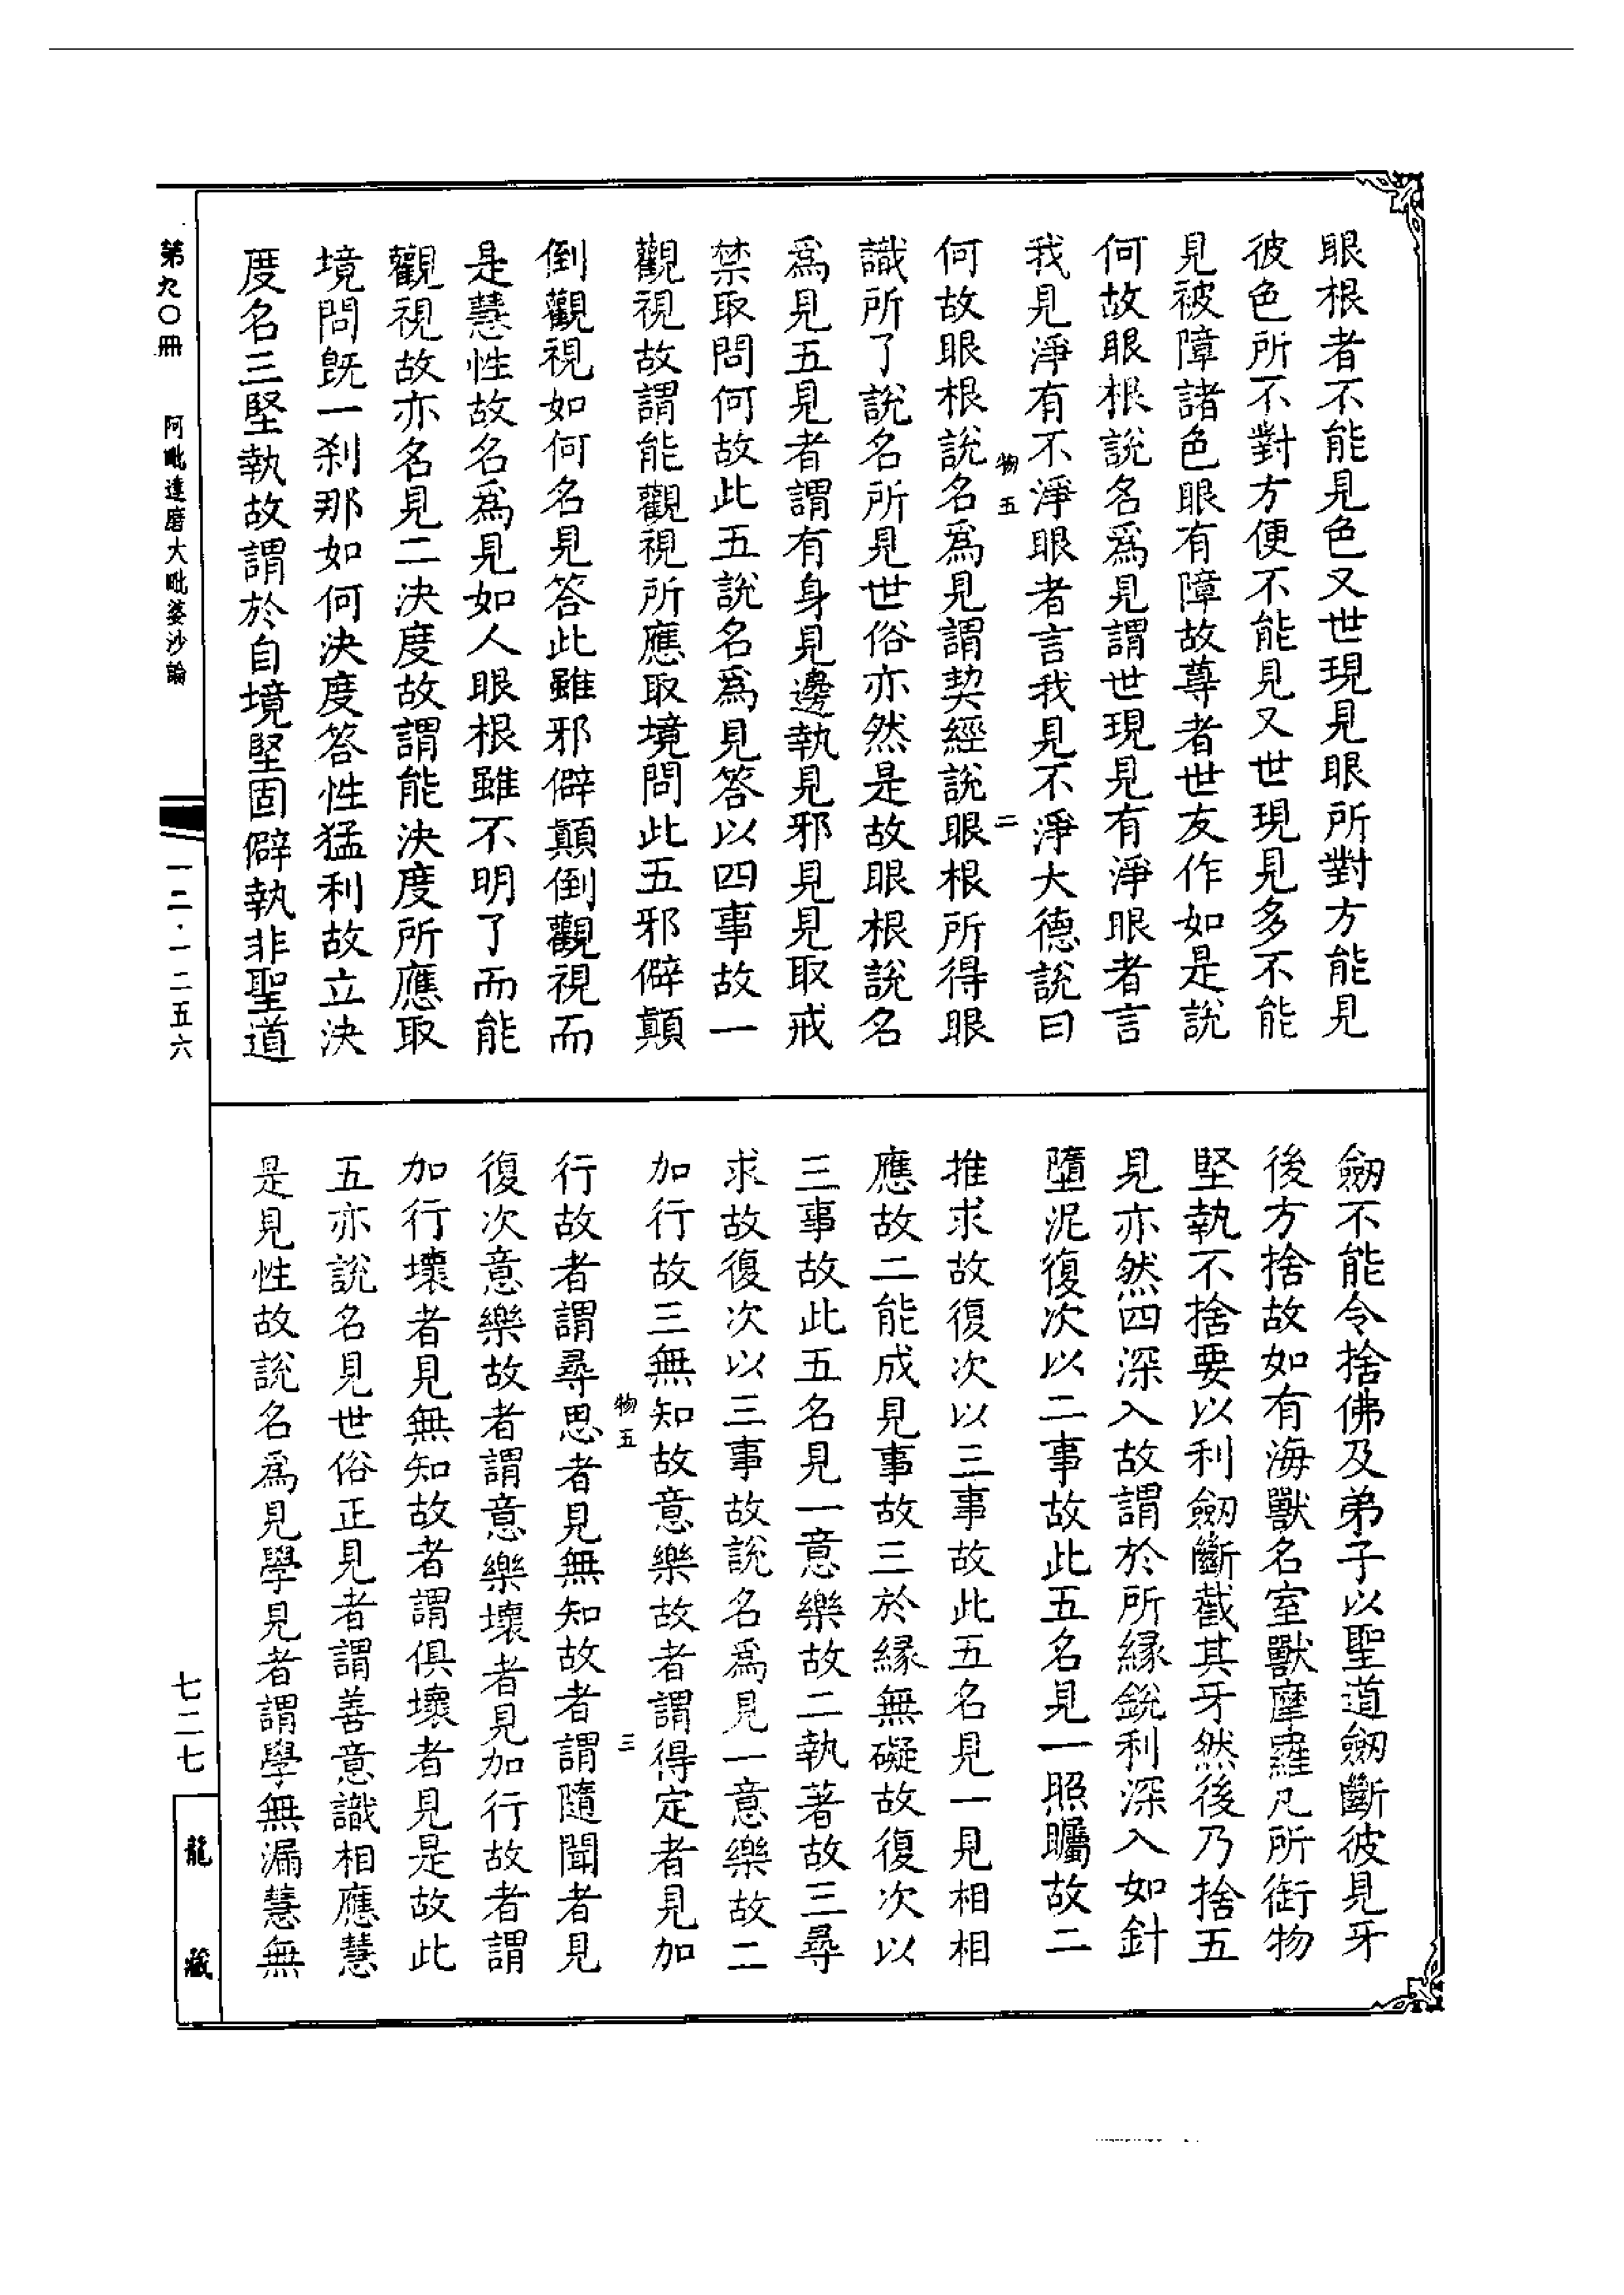 眼根者不能見色又世現見眼所對方能見
彼色所不對方便不能見又世現見多不能
見被障諸色眼有障故尊者世友作如是說
何故眼根說名爲見謂世現見有淨眼者言
我見淨有不淨眼者言我見不淨大德說曰
物五　二
何故眼根說名爲見謂契經說眼根所得眼
識所了說名所見世俗亦然是故眼根說名
爲見五見者謂有身見邊執見邪見見取戒
禁取問何故此五說名爲見答以四事故一
觀視故謂能觀視所應取境問此五邪僻顛
倒觀視如何名見答此雖邪僻顛倒觀視而
是慧性故名爲見如人眼根雖不明了而能
觀視故亦名見二決度故謂能決度所應取
境問既一刹那如何決度答性猛利故立決
度名三堅執故謂於自境堅固僻執非聖道
劒不能令捨佛及弟子以聖道劒斷彼見牙
後方捨故如有海獸名室獸摩羅凡所銜物
堅執不捨要以利劒斷截其牙然後乃捨五
見亦然四深入故謂於所緣銳利深入如針
墮泥復次以二事故此五名見一照矚故二
推求故復次以三事故此五名見一見相相
應故二能成見事故三於緣無礙故復次以
三事故此五名見一意樂故二執著故三尋
求故復次以三事故說名爲見一意樂故二
加行故三無知故意樂故者謂得定者見加
物五　三
行故者謂尋思者見無知故者謂隨聞者見
復次意樂故者謂意樂壞者見加行故者謂
加行壞者見無知故者謂俱壞者見是故此
五亦說名見世俗正見者謂善意識相應慧
是見性故說名爲見學見者謂學無漏慧無
第九〇冊　阿毗達磨大毗婆沙論　一二·一二五六
七二七　龍藏